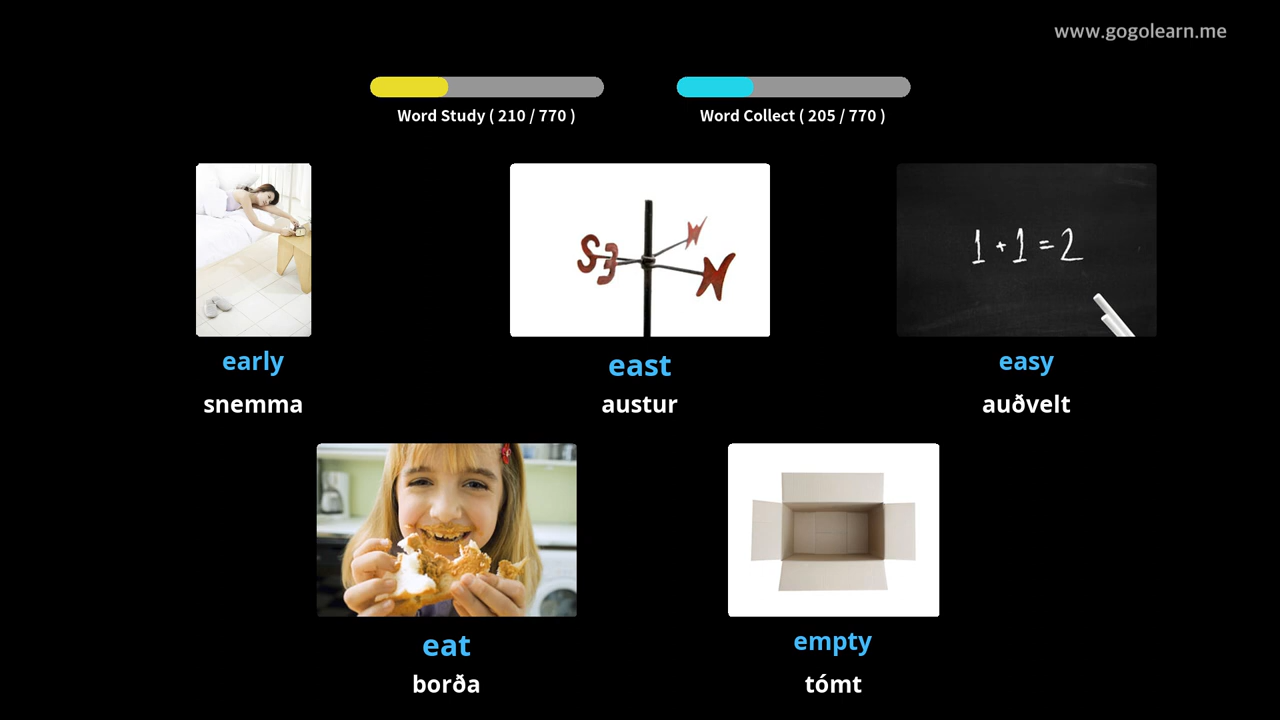 www.gogolearn.me
Word Study ( 210 / 770 )
Word Collect ( 205 / 770 )
S E N W
1 + 1 = 2
early
east
easy
snemma
austur
auðvelt
eat
empty
borða
tómt